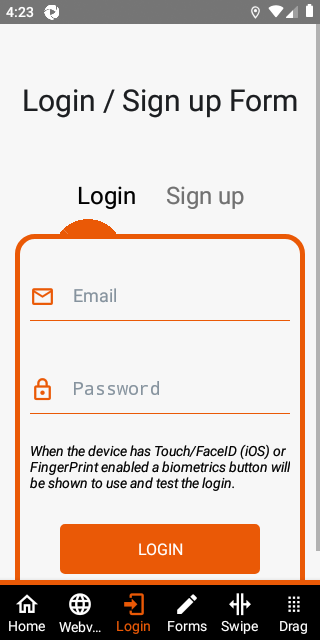 4:23
Login / Sign up Form
Login Sign up
Email
Password
When the device has Touch/FaceID (iOS) or
FingerPrint enabled a biometrics button will
be shown to use and test the login.
LOGIN
Home Webv... Login Forms Swipe Drag